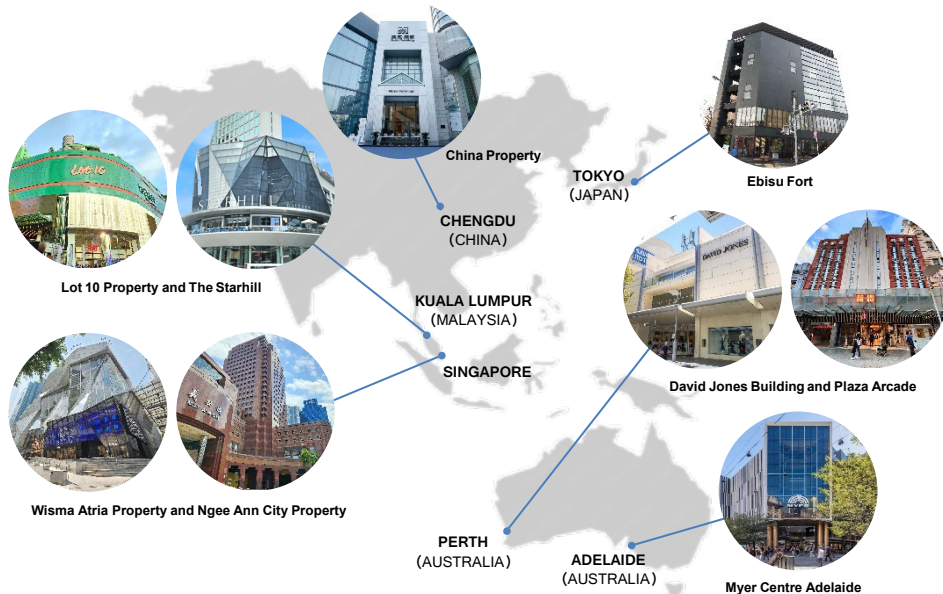 China Property
TOKYO
(JAPAN)
Ebisu Fort
Lot 10
CHENGDU
(CHINA)
DAVID JONES
Lot 10 Property and The Starhill
KUALA LUMPUR
(MALAYSIA)
SINGAPORE
David Jones Building and Plaza Arcade
Wisma Atria Property and Ngee Ann City Property
MYER
PERTH
(AUSTRALIA)
ADELAIDE
(AUSTRALIA)
Myer Centre Adelaide